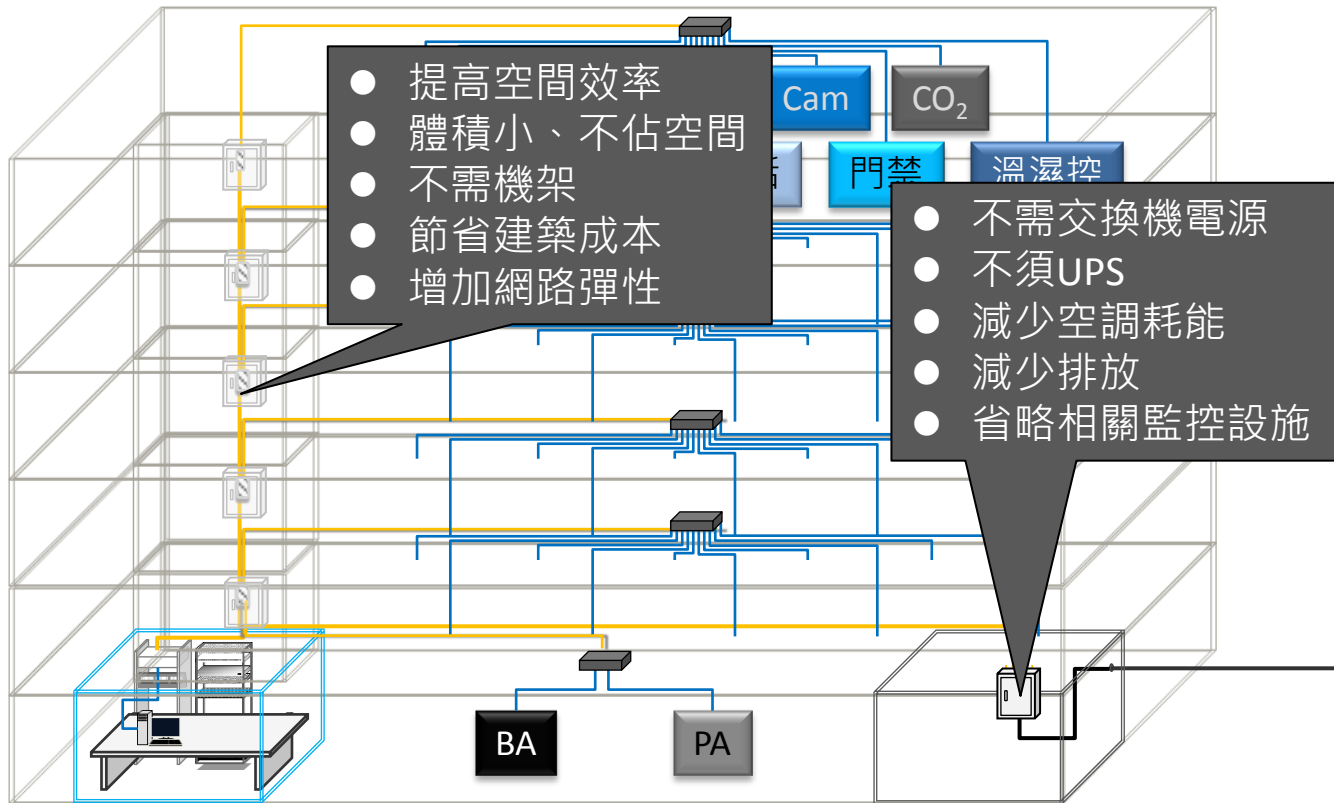 ● 提高空間效率
● 體積小、不佔空間
● 不需機架
● 節省建築成本
● 增加網路彈性
Cam
CO₂
門禁
溫濕控
● 不需交換機電源
● 不須UPS
● 減少空調耗能
● 減少排放
● 省略相關監控設施
BA
PA